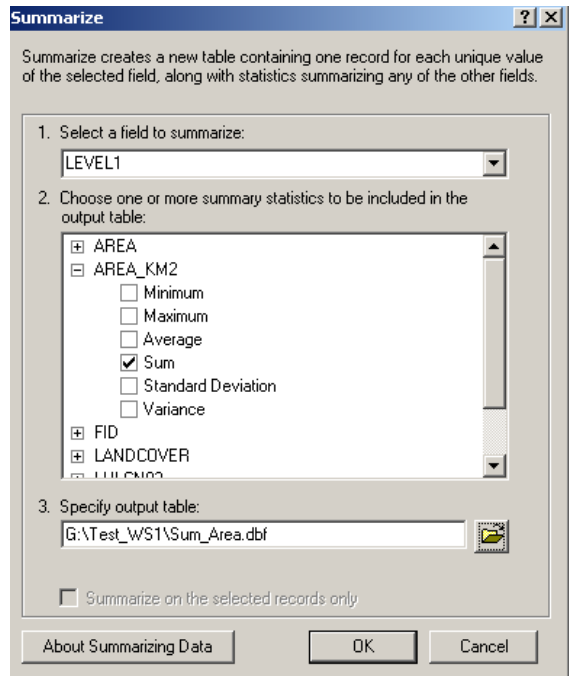 Summarize
Summarize creates a new table containing one record for each unique value
of the selected field, along with statistics summarizing any of the other fields.
1. Select a field to summarize:
LEVEL1
2. Choose one or more summary statistics to be included in the
output table:
AREA
AREA_KM2
Minimum
Maximum
Average
Sum
Standard Deviation
Variance
FID
LANDCOVER
3. Specify output table:
G:\Test_WS1\Sum_Area.dbf
Summarize on the selected records only
About Summarizing Data
OK
Cancel